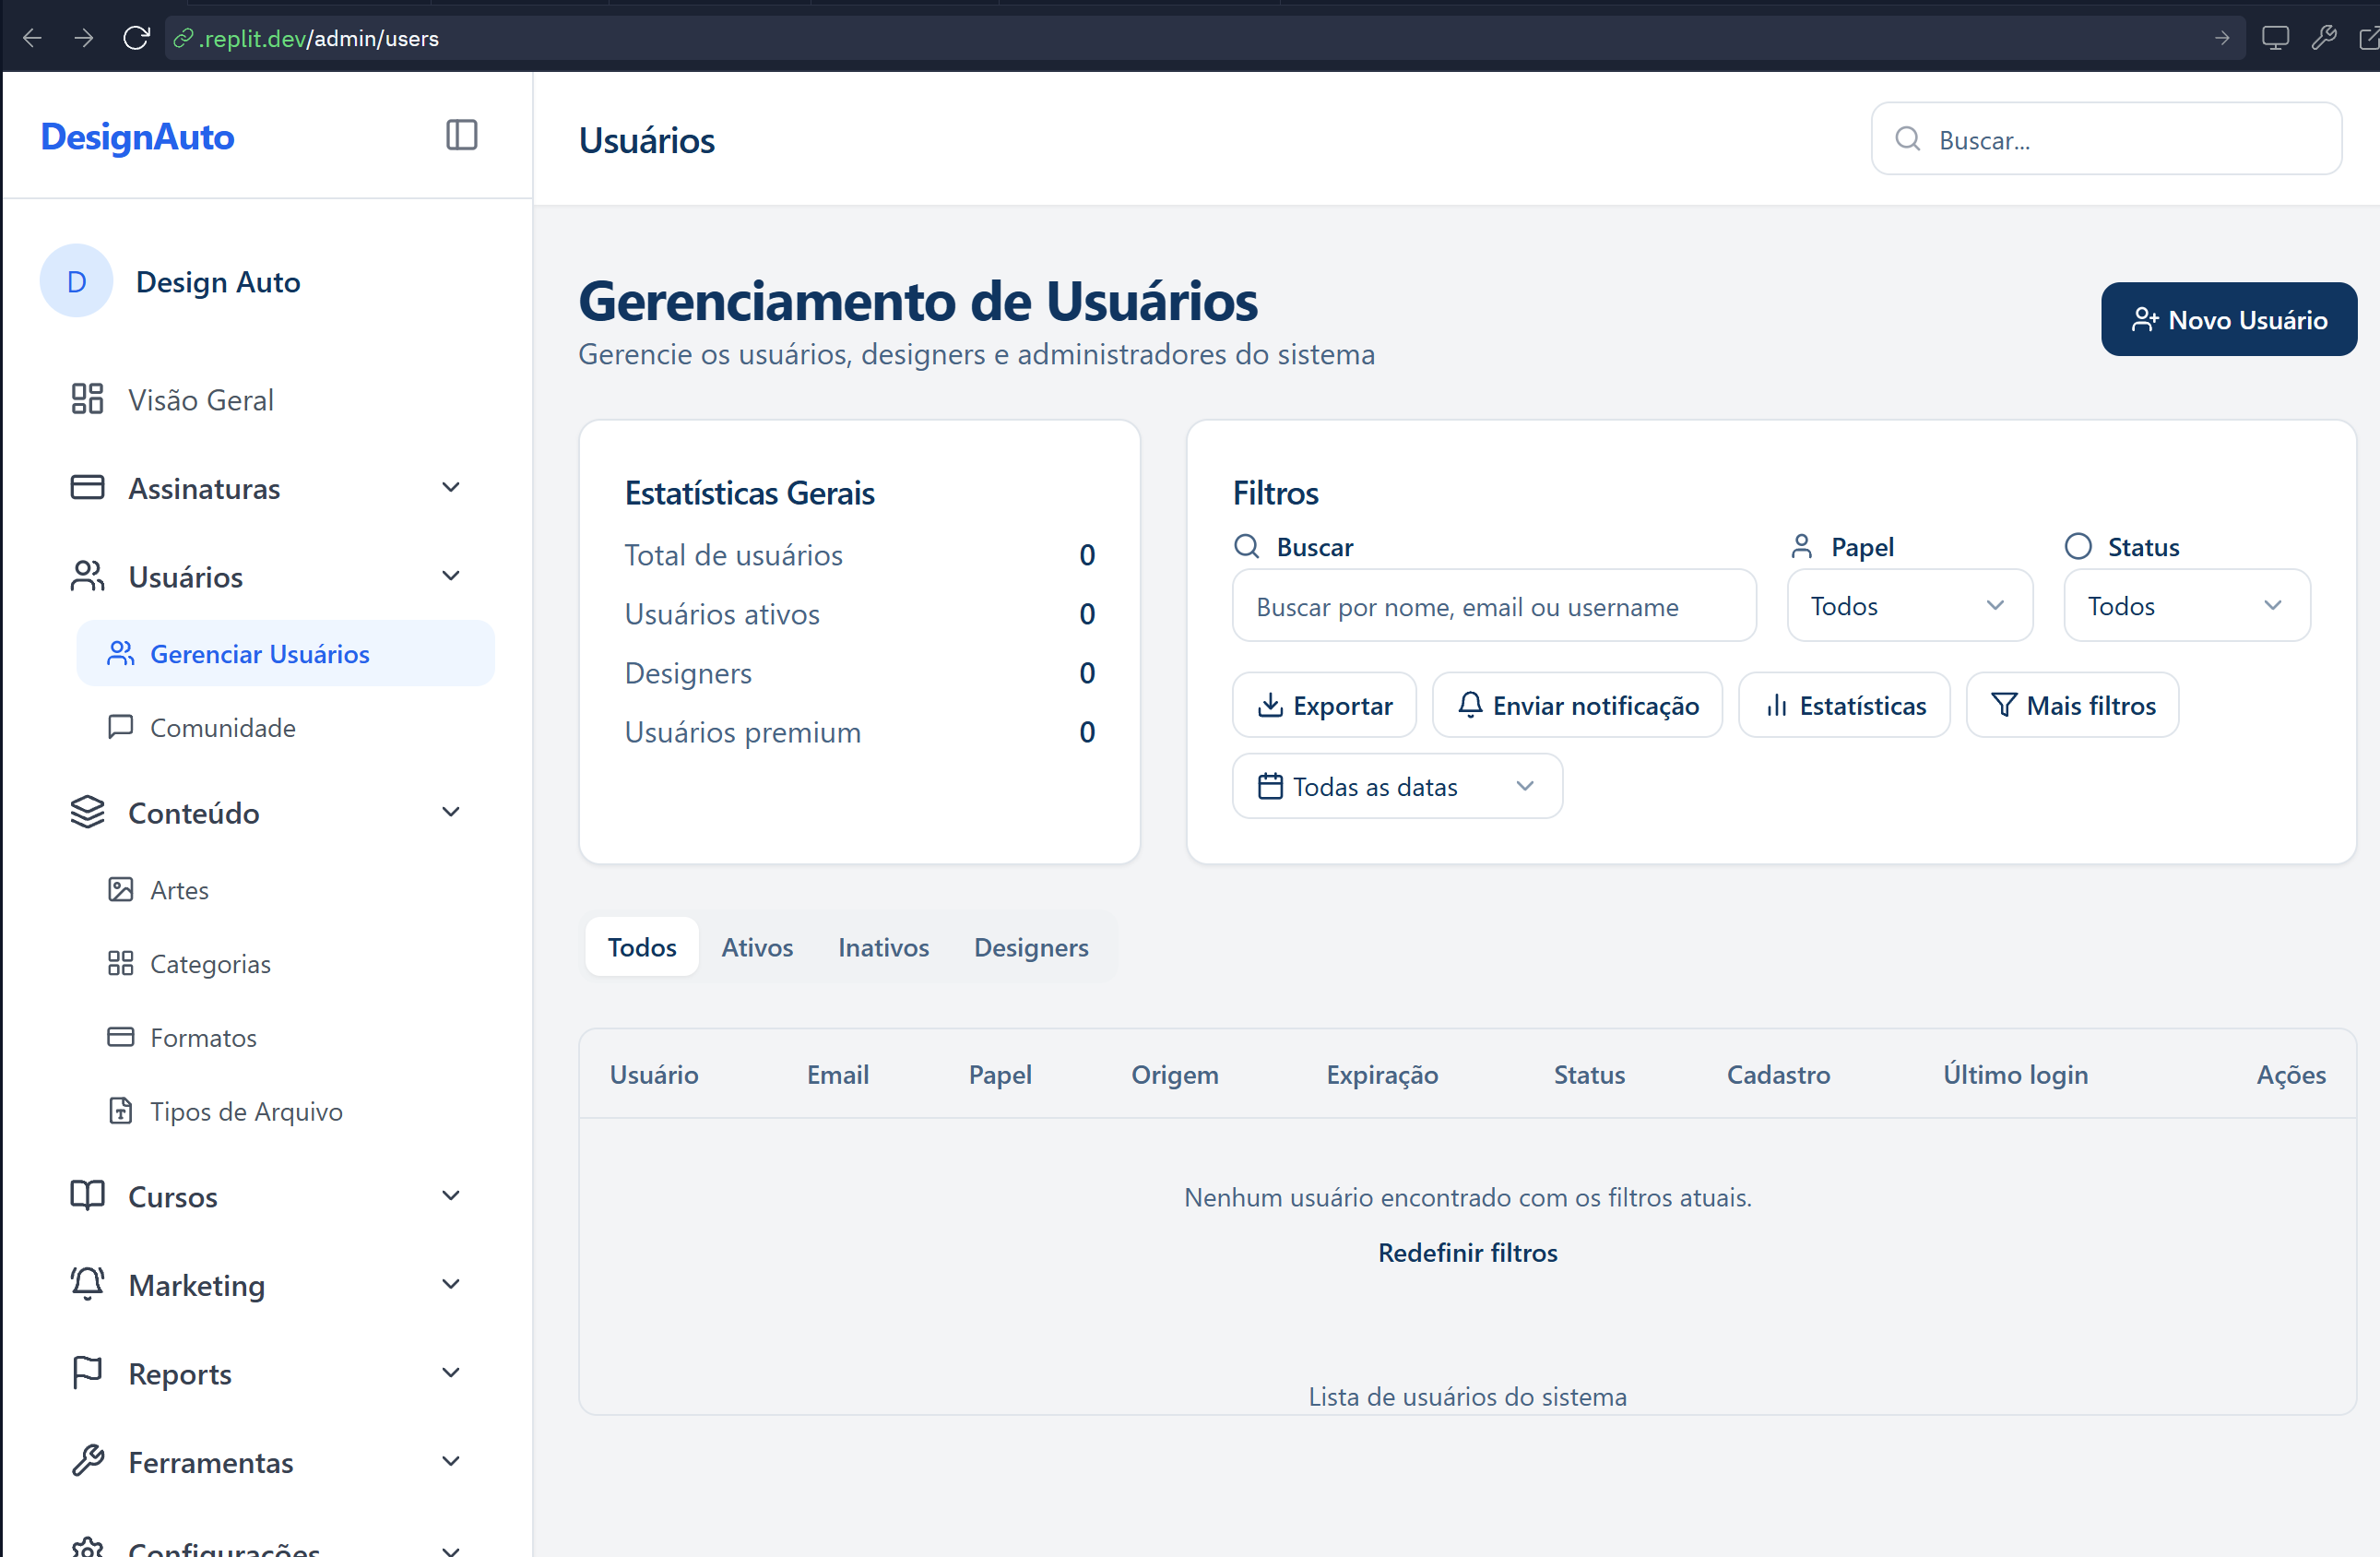 .replit.dev/admin/users
DesignAuto
Usuários
Buscar...
D
Design Auto
Visão Geral
Assinaturas
Usuários
Gerenciar Usuários
Comunidade
Conteúdo
Artes
Categorias
Formatos
Tipos de Arquivo
Cursos
Marketing
Reports
Ferramentas
Configurações
Gerenciamento de Usuários
Gerencie os usuários, designers e administradores do sistema
Novo Usuário
Estatísticas Gerais
Total de usuários 0
Usuários ativos 0
Designers 0
Usuários premium 0
Filtros
Buscar Papel Status
Buscar por nome, email ou username Todos Todos
Exportar Enviar notificação Estatísticas Mais filtros
Todas as datas
Todos Ativos Inativos Designers
Usuário Email Papel Origem Expiração Status Cadastro Último login Ações
Nenhum usuário encontrado com os filtros atuais.
Redefinir filtros
Lista de usuários do sistema